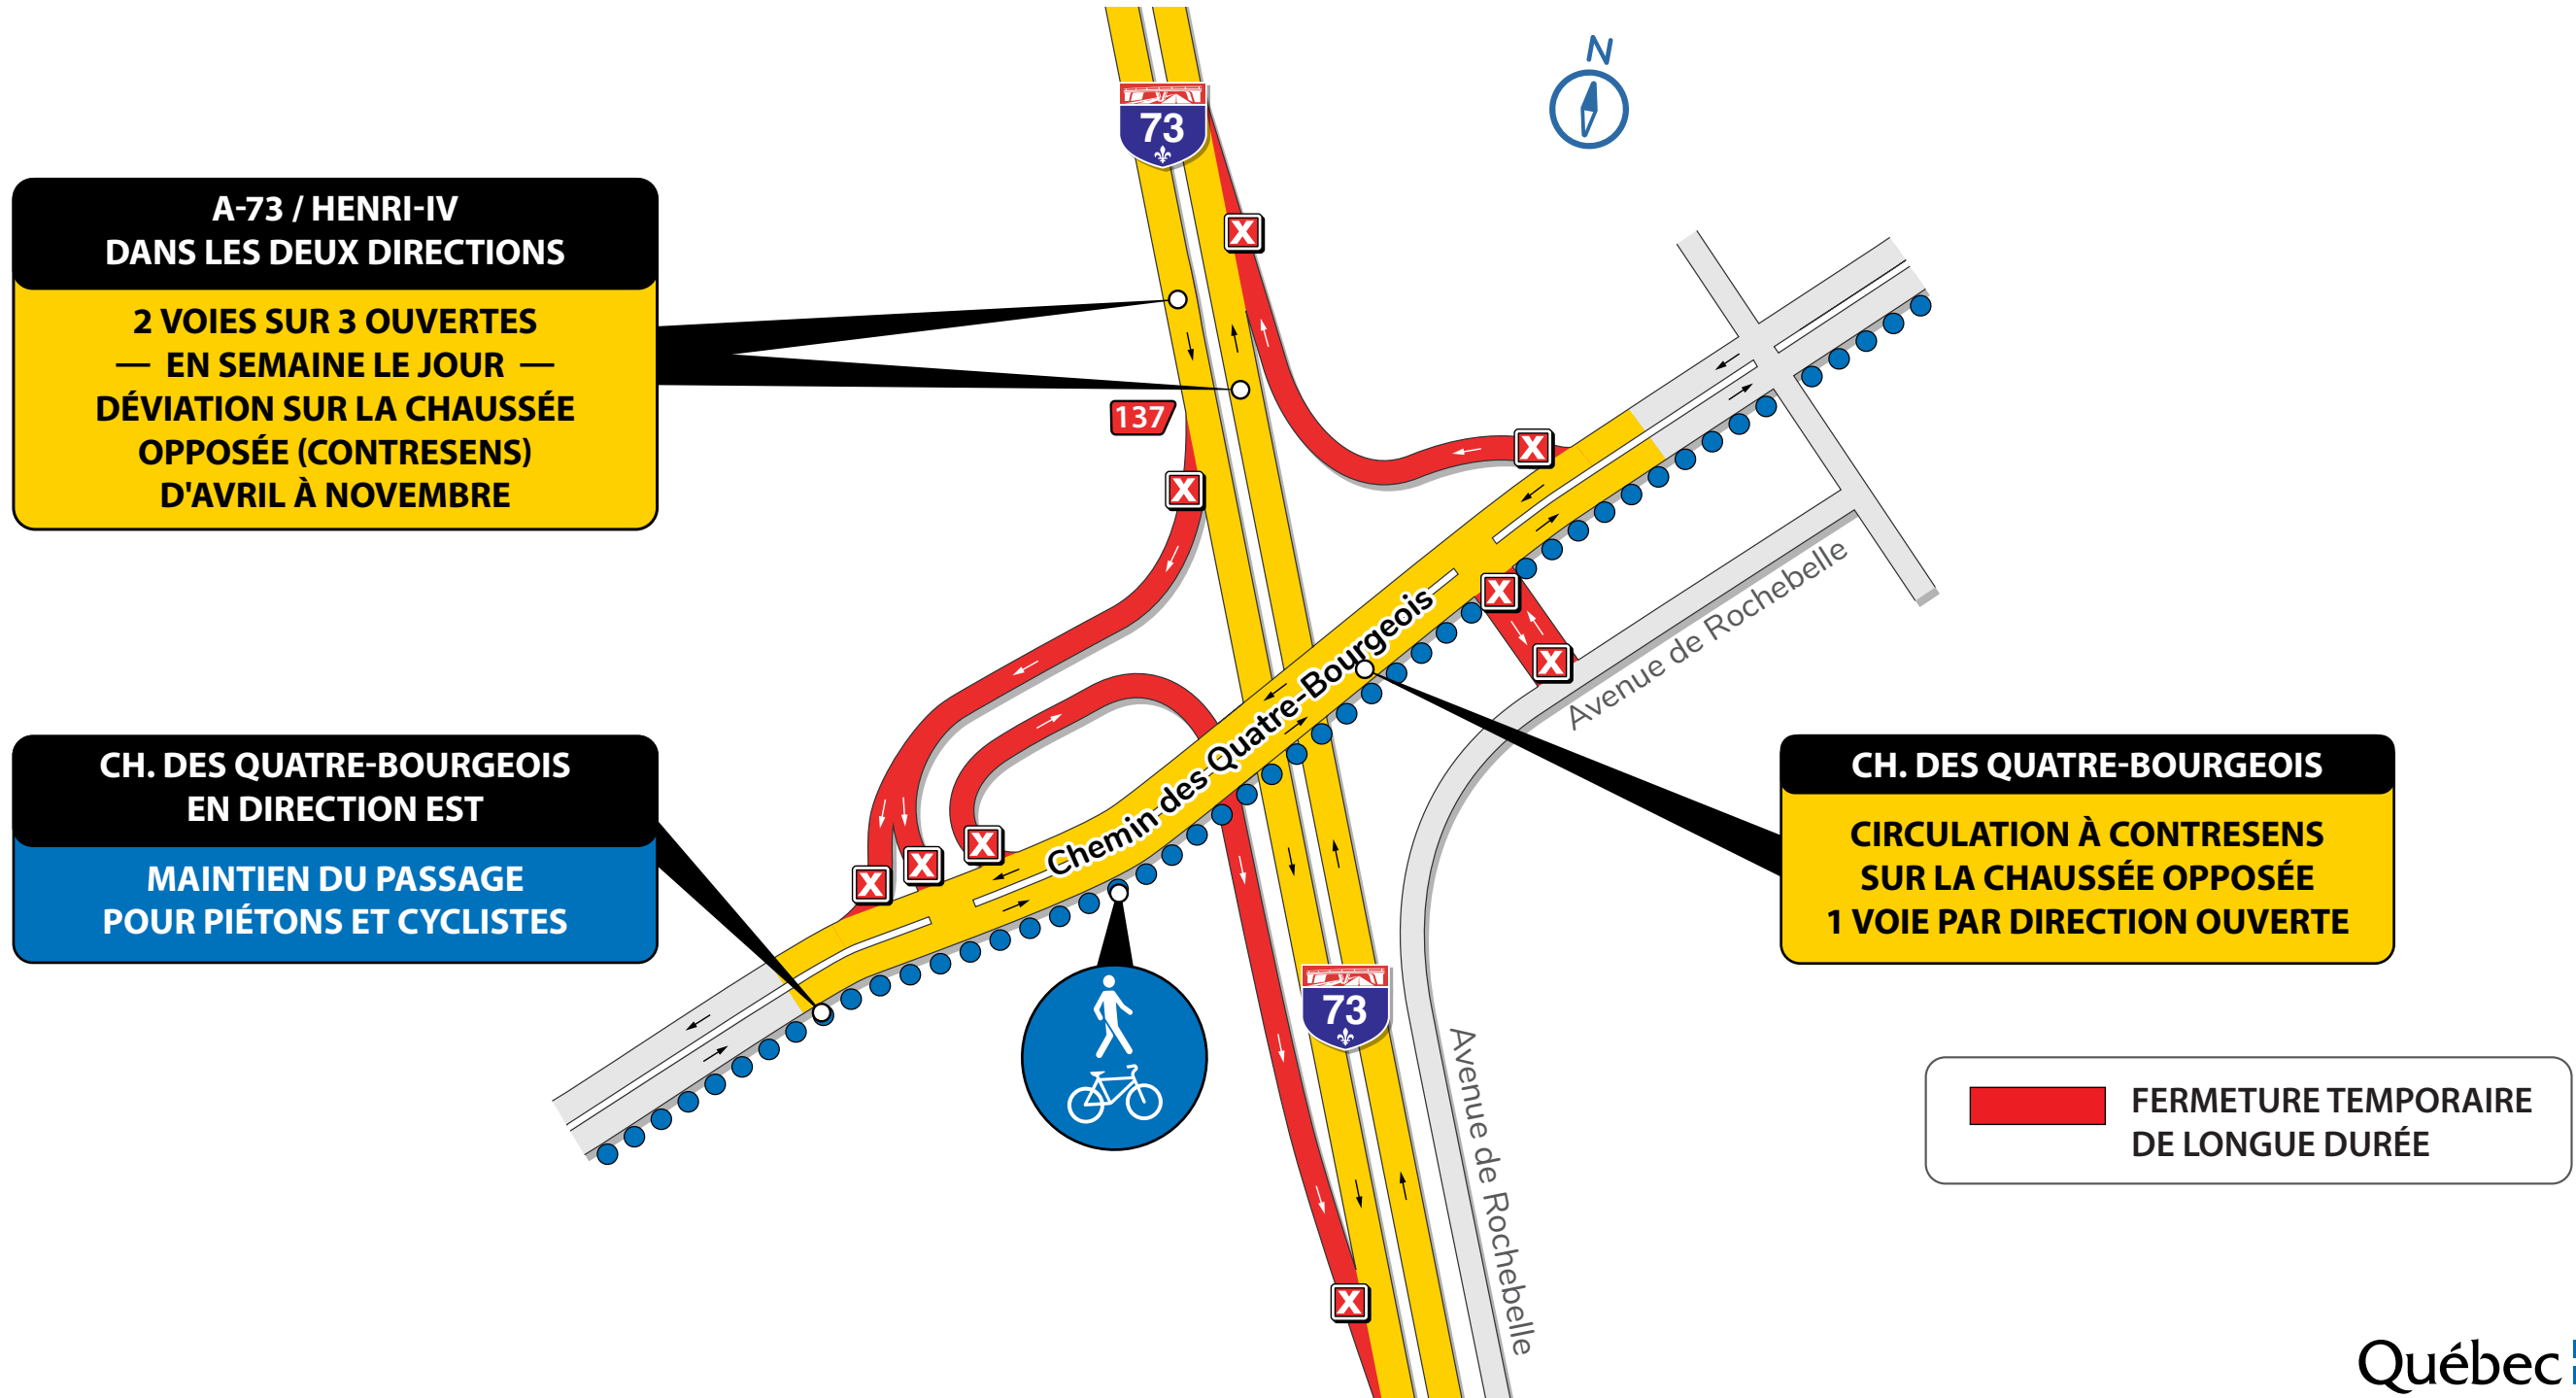 N
73
A-73 / HENRI-IV
DANS LES DEUX DIRECTIONS
2 VOIES SUR 3 OUVERTES
— EN SEMAINE LE JOUR —
DÉVIATION SUR LA CHAUSSÉE
OPPOSÉE (CONTRESENS)
D'AVRIL À NOVEMBRE
X
137
X
X
X
X
Avenue de Rochebelle
Chemin des Quatre-Bourgeois
CH. DES QUATRE-BOURGEOIS
EN DIRECTION EST
MAINTIEN DU PASSAGE
POUR PIÉTONS ET CYCLISTES
X
X
X
CH. DES QUATRE-BOURGEOIS
CIRCULATION À CONTRESENS
SUR LA CHAUSSÉE OPPOSÉE
1 VOIE PAR DIRECTION OUVERTE
73
Avenue de Rochebelle
FERMETURE TEMPORAIRE
DE LONGUE DURÉE
X
Québec